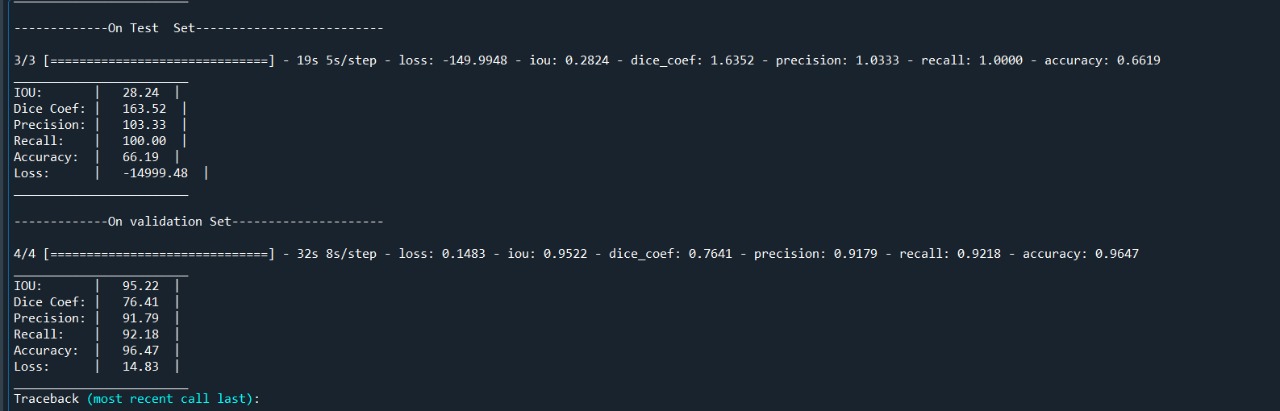 -------------On Test  Set--------------------------
3/3 [==============================] - 19s 5s/step - loss: -149.9948 - iou: 0.2824 - dice_coef: 1.6352 - precision: 1.0333 - recall: 1.0000 - accuracy: 0.6619
________________________
IOU:       |   28.24  |
Dice Coef: |   163.52  |
Precision: |   103.33  |
Recall:    |   100.00  |
Accuracy:  |   66.19  |
Loss:      |   -14999.48  |
________________________
-------------On validation Set---------------------
4/4 [==============================] - 32s 8s/step - loss: 0.1483 - iou: 0.9522 - dice_coef: 0.7641 - precision: 0.9179 - recall: 0.9218 - accuracy: 0.9647
________________________
IOU:       |   95.22  |
Dice Coef: |   76.41  |
Precision: |   91.79  |
Recall:    |   92.18  |
Accuracy:  |   96.47  |
Loss:      |   14.83  |
________________________
Traceback (most recent call last):